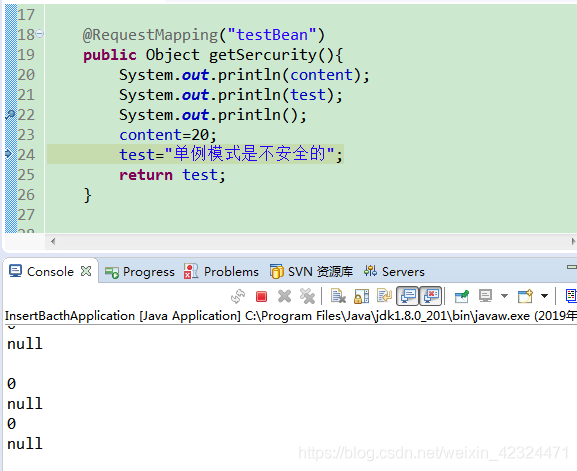 17
18 @RequestMapping("testBean")
19 public Object getSercurity(){
20 System.out.println(content);
21 System.out.println(test);
22 System.out.println();
23 content=20;
24 test="单例模式是不安全的";
25 return test;
26 }
27
Console Progress Problems SVN 资源库 Servers
InsertBacthApplication [Java Application] C:\Program Files\Java\jdk1.8.0_201\bin\javaw.exe (2019年
null
0
null
0
null
https://blog.csdn.net/weixin_42324471